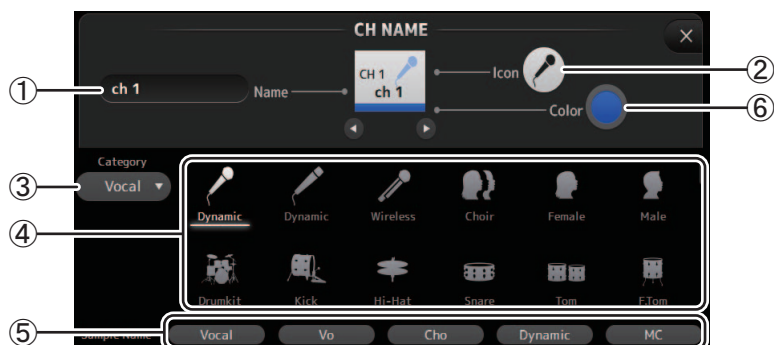 CH NAME
①
ch 1
Name
CH 1
ch 1
Icon
②
Color
⑥
Category
③
Vocal
④
Dynamic
Dynamic
Wireless
Choir
Female
Male
Drumkit
Kick
Hi-Hat
Snare
Tom
F.Tom
⑤
Sample Name
Vocal
Vo
Cho
Dynamic
MC